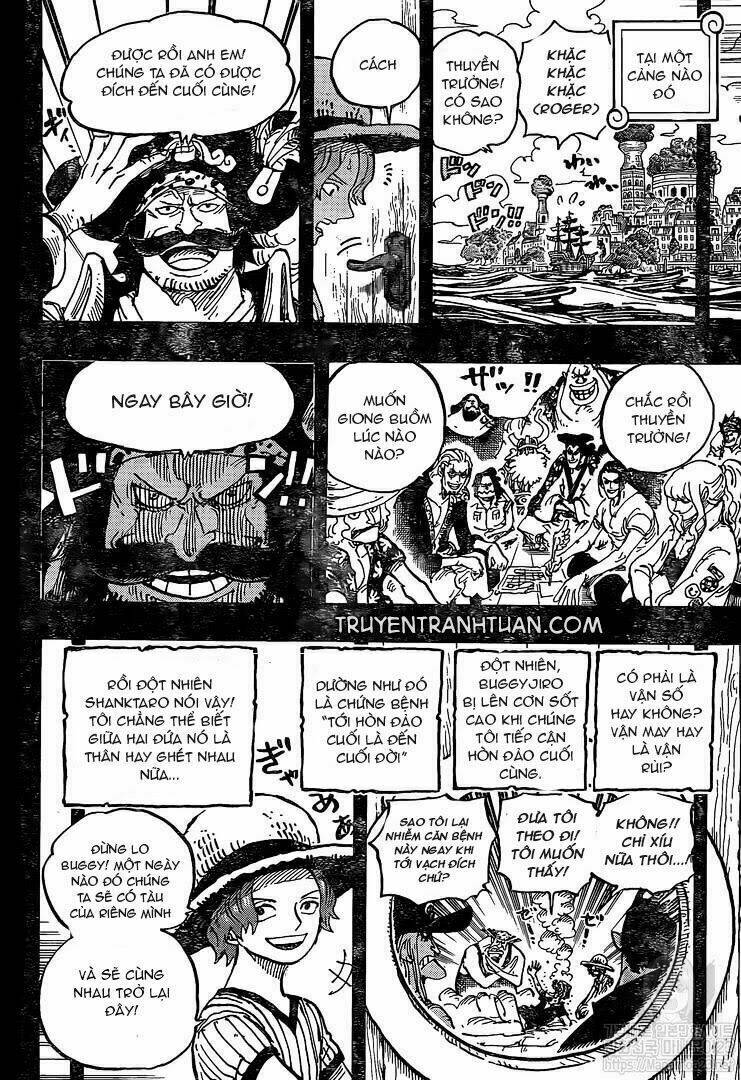 TẠI MỘT
CẢNG NÀO
ĐÓ
KHẶC
KHẶC
KHẶC
(ROGER)
THUYỀN
TRƯỞNG!
CÓ SAO
KHÔNG?
CÁCH
ĐƯỢC RỒI ANH EM!
CHÚNG TA ĐÃ CÓ ĐƯỢC
ĐÍCH ĐẾN CUỐI CÙNG!
CHẮC RỒI
THUYỀN
TRƯỞNG!
MUỐN
GIONG BUỒM
LÚC NÀO
NÀO?
NGAY BÂY GIỜ!
TRUYENTRANHTUAN.COM
CÓ PHẢI LÀ
VẬN SỐ
HAY KHÔNG?
VẬN MAY HAY
LÀ VẬN
RỦI?
ĐỘT NHIÊN,
BUGGYJIRO
BỊ LÊN CƠN SỐT
CAO KHI CHÚNG
TÔI TIẾP CẬN
HÒN ĐẢO CUỐI
CÙNG.
DƯỜNG NHƯ ĐÓ
LÀ CHỨNG BỆNH
“TỚI HÒN ĐẢO
CUỐI LÀ ĐẾN
CUỐI ĐỜI”
RỒI ĐỘT NHIÊN
SHANKTARO NÓI VẬY!
TÔI CHẲNG THỂ BIẾT
GIỮA HAI ĐỨA NÓ LÀ
THÂN HAY GHÉT NHAU
NỮA...
KHÔNG!!
CHỈ XÍU
NỮA THÔI....
ĐƯA TÔI
THEO ĐI!
TÔI MUỐN
THẤY!
SAO TÔI LẠI
NHIỄM CĂN BỆNH
NÀY NGAY KHI
TỚI VẠCH ĐÍCH
CHỨ?
ĐỪNG LO
BUGGY! MỘT NGÀY
NÀO ĐÓ CHÚNG
TA SẼ CÓ TÀU
CỦA RIÊNG MÌNH
VÀ SẼ CÙNG
NHAU TRỞ LẠI
ĐÂY!